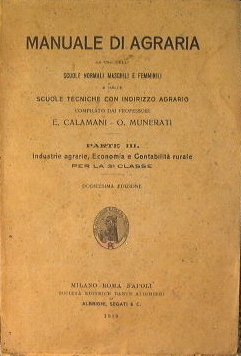 MANUALE DI AGRARIA
AD USO DELLE
SCUOLE NORMALI MASCHILI E FEMMINILI
E DELLE
SCUOLE TECNICHE CON INDIRIZZO AGRARIO
COMPILATO DAI PROFESSORI
E. CALAMANI - O. MUNERATI
PARTE III.
Industrie agrarie, Economia e Contabilità rurale
PER LA 3ª CLASSE
EDIZIONE
MILANO ROMA NAPOLI
SOCIETÀ EDITRICE DANTE ALIGHIERI
ALBRIGHI, SEGATI & C.